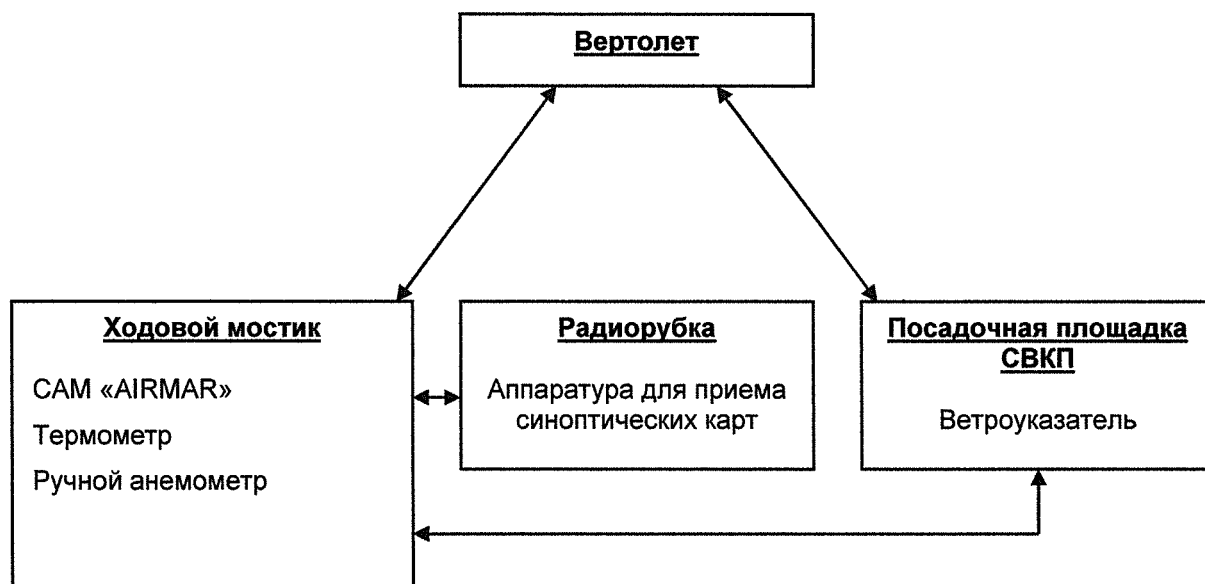 Вертолет
Ходовой мостик
САМ «AIRMAR»
Термометр
Ручной анемометр
Радиорубка
Аппаратура для приема
синоптических карт
Посадочная площадка
СВКП
Ветроуказатель